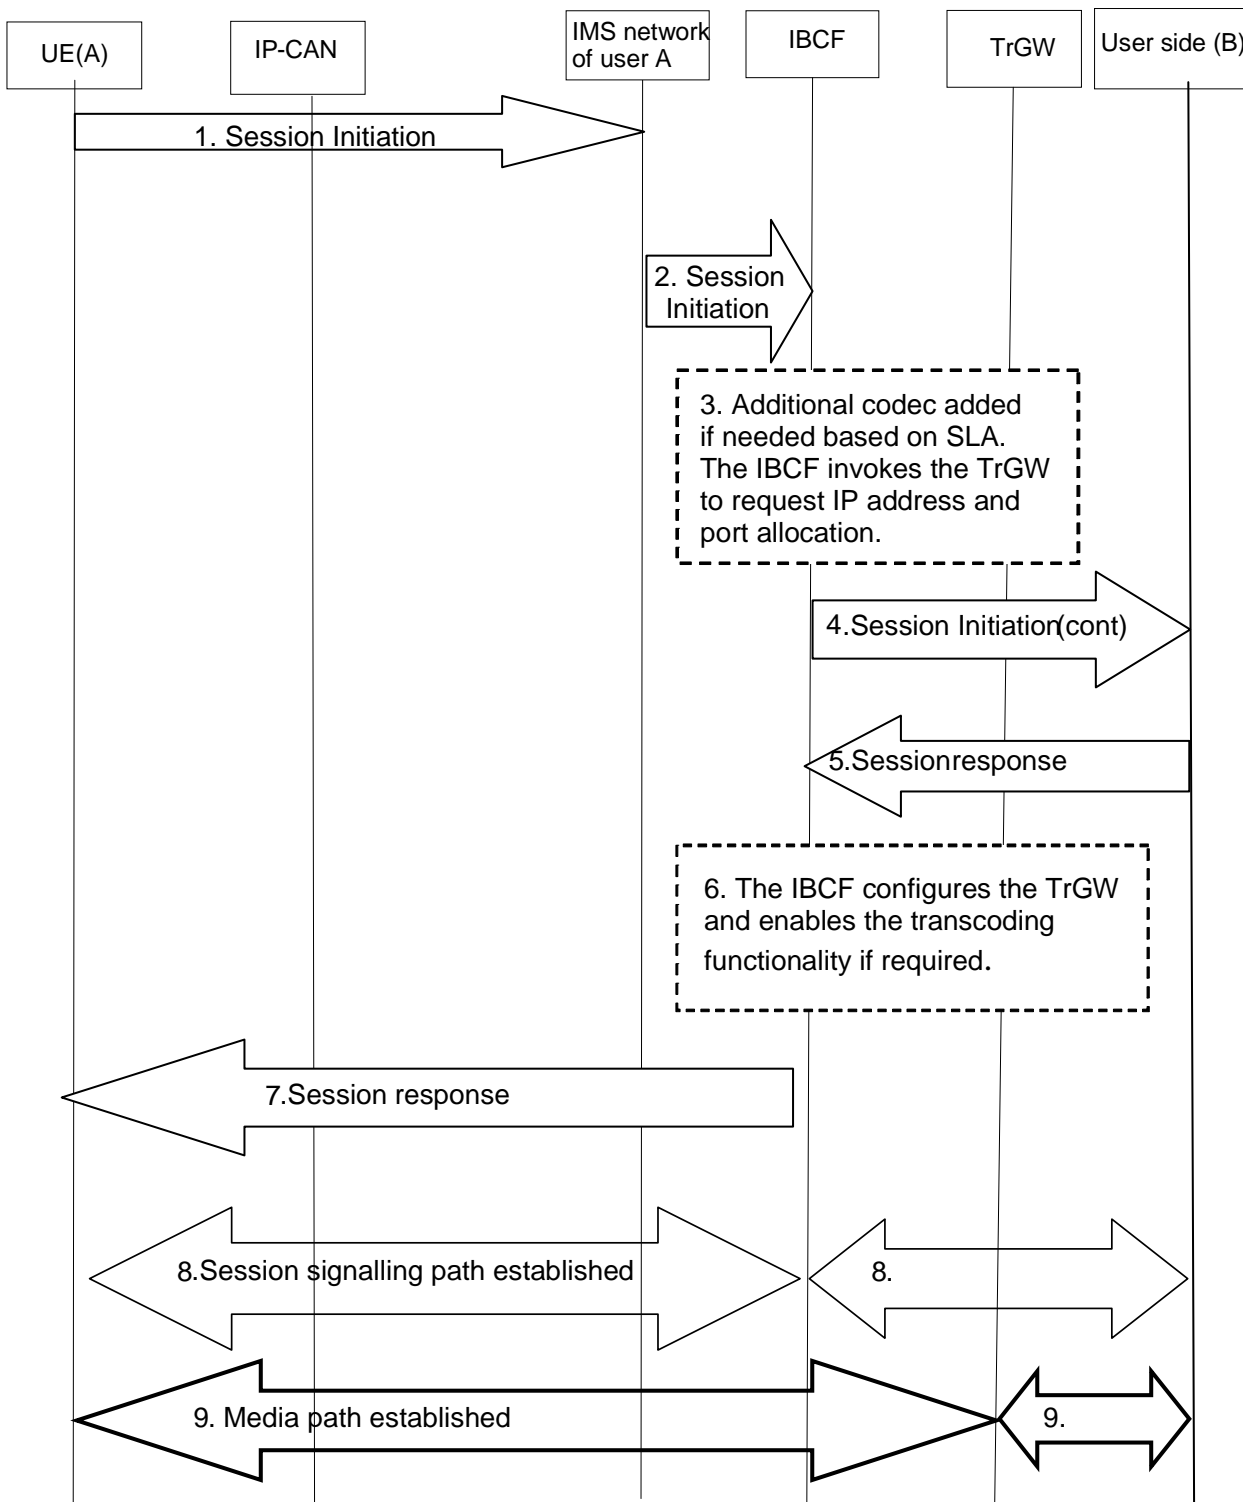 UE(A)
IP-CAN
IMS network
of user A
IBCF
TrGW
User side (B)
1. Session Initiation
2. Session
Initiation
3. Additional codec added
if needed based on SLA.
The IBCF invokes the TrGW
to request IP address and
port allocation.
4.Session Initiation(cont)
5.Sessionresponse
6. The IBCF configures the TrGW
and enables the transcoding
functionality if required.
7.Session response
8.Session signalling path established
8.
9. Media path established
9.